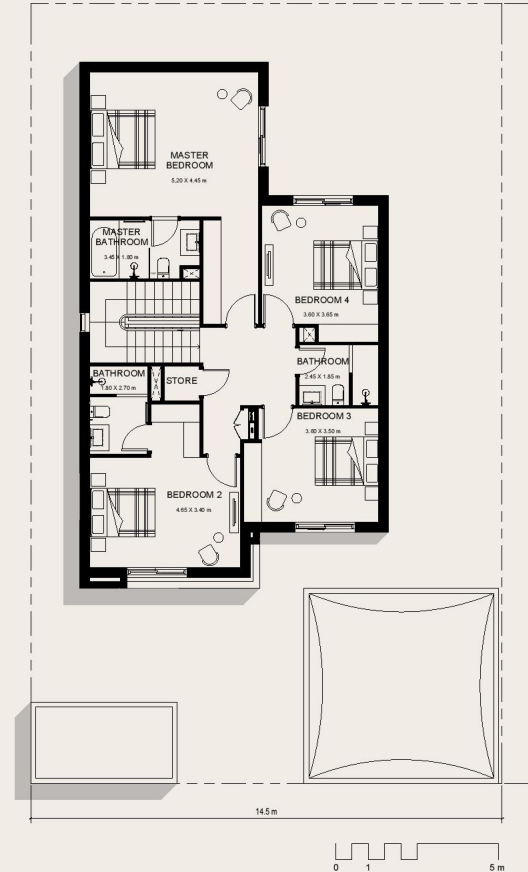 MASTER
BEDROOM
5.20 X 4.45 m
MASTER
BATHROOM
3.45 X 1.80 m
BEDROOM 4
3.60 X 3.65 m
BATHROOM
1.80 X 2.70 m
STORE
BATHROOM
2.45 X 1.85 m
BEDROOM 3
3.80 X 3.50 m
BEDROOM 2
4.65 X 3.40 m
14.5 m
0 1 5 m